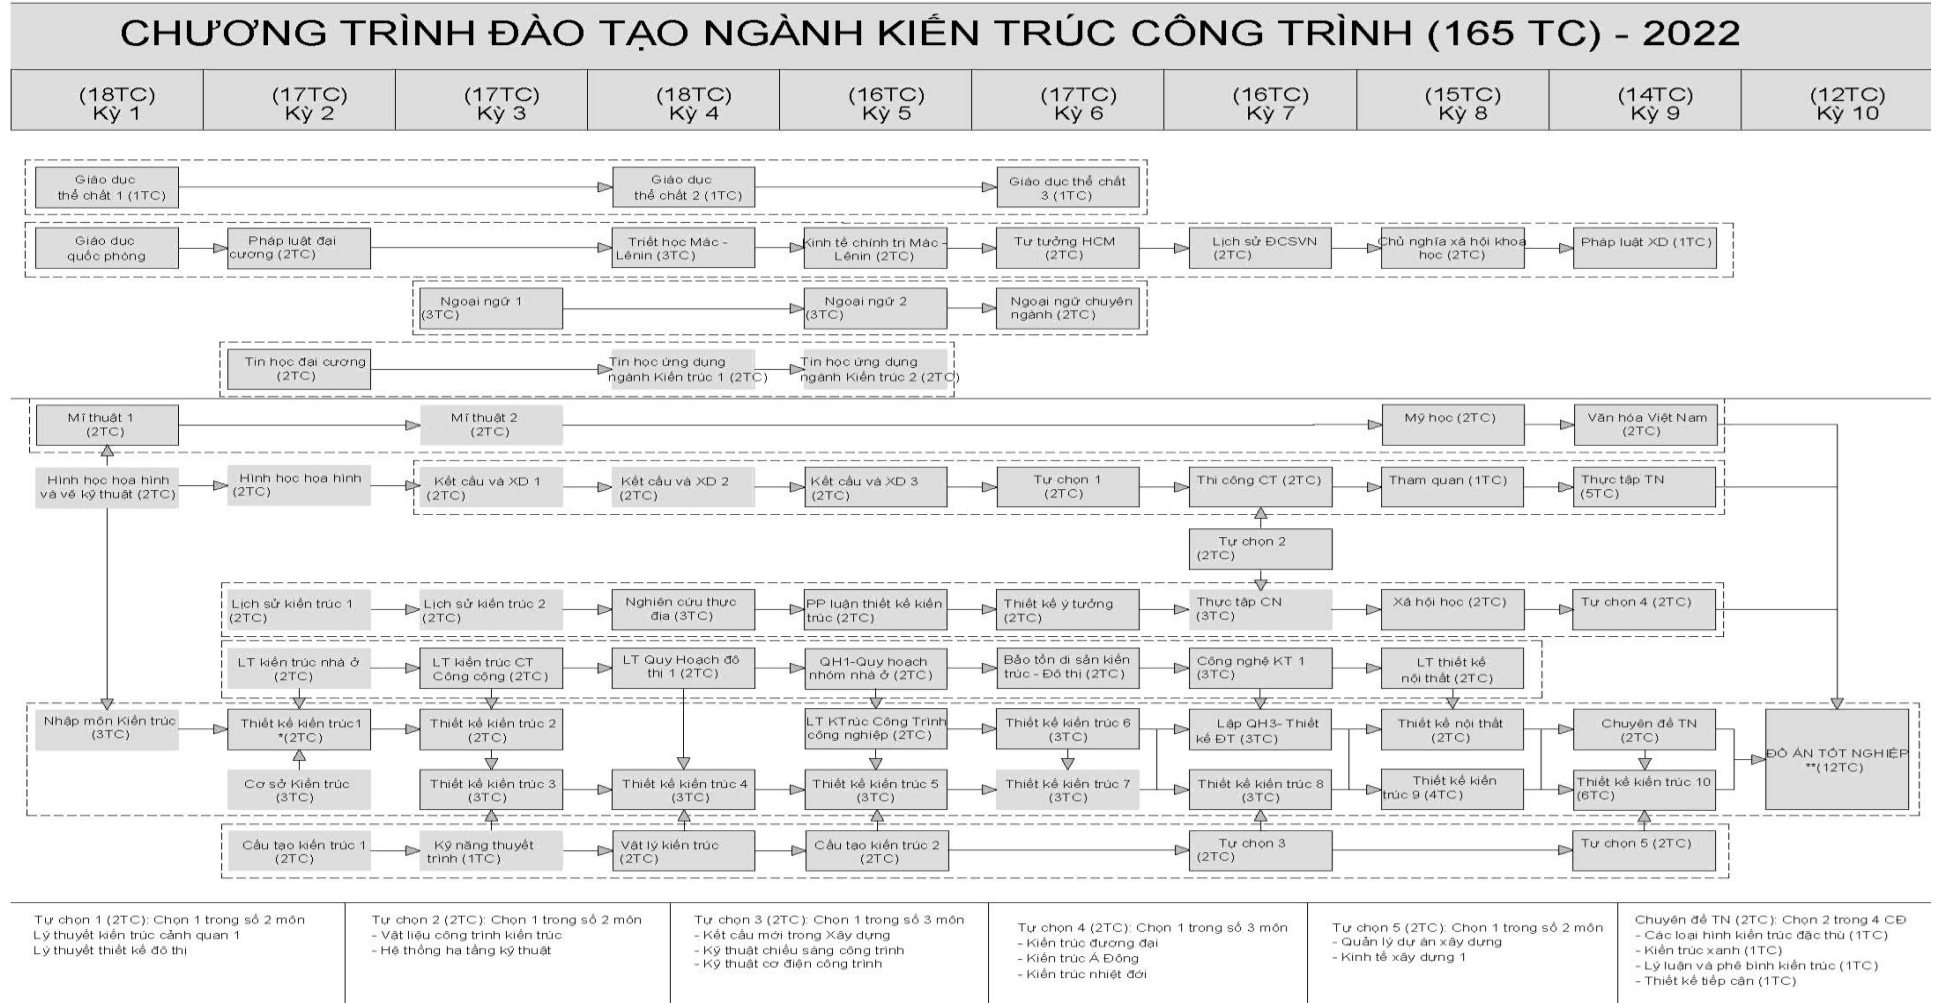 CHƯƠNG TRÌNH ĐÀO TẠO NGÀNH KIẾN TRÚC CÔNG TRÌNH (165 TC) - 2022
(18TC)
Kỳ 1
(17TC)
Kỳ 2
(17TC)
Kỳ 3
(18TC)
Kỳ 4
(16TC)
Kỳ 5
(17TC)
Kỳ 6
(16TC)
Kỳ 7
(15TC)
Kỳ 8
(14TC)
Kỳ 9
(12TC)
Kỳ 10
Giáo dục
thể chất 1 (1TC)
Giáo dục
thể chất 2 (1TC)
Giáo dục thể chất
3 (1TC)
Giáo dục
quốc phòng
Pháp luật đại
cương (2TC)
Triết học Mác -
Lênin (3TC)
Kinh tế chính trị Mác -
Lênin (2TC)
Tư tưởng HCM
(2TC)
Lịch sử ĐCSVN
(2TC)
Chủ nghĩa xã hội khoa
học (2TC)
Pháp luật XD (1TC)
Ngoại ngữ 1
(3TC)
Ngoại ngữ 2
(3TC)
Ngoại ngữ chuyên
ngành (2TC)
Tin học đại cương
(2TC)
Tin học ứng dụng
ngành Kiến trúc 1 (2TC)
Tin học ứng dụng
ngành Kiến trúc 2 (2TC)
Mĩ thuật 1
(2TC)
Mĩ thuật 2
(2TC)
Mỹ học (2TC)
Văn hóa Việt Nam
(2TC)
Hình học họa hình
và vẽ kỹ thuật (2TC)
Hình học họa hình
(2TC)
Kết cấu và XD 1
(2TC)
Kết cấu và XD 2
(2TC)
Kết cấu và XD 3
(2TC)
Tự chọn 1
(2TC)
Thi công CT (2TC)
Tham quan (1TC)
Thực tập TN
(5TC)
Tự chọn 2
(2TC)
Lịch sử kiến trúc 1
(2TC)
Lịch sử kiến trúc 2
(2TC)
Nghiên cứu thực
địa (3TC)
PP luận thiết kế kiến
trúc (2TC)
Thiết kế ý tưởng
(2TC)
Thực tập CN
(3TC)
Xã hội học (2TC)
Tự chọn 4 (2TC)
LT kiến trúc nhà ở
(2TC)
LT kiến trúc CT
Công cộng (2TC)
LT Quy Hoạch đô
thị 1 (2TC)
QH1-Quy hoạch
nhóm nhà ở (2TC)
Bảo tồn di sản kiến
trúc - Đô thị (2TC)
Công nghệ KT 1
(3TC)
LT thiết kế
nội thất (2TC)
Nhập môn Kiến trúc
(3TC)
Thiết kế kiến trúc1
*(2TC)
Thiết kế kiến trúc 2
(2TC)
LT KTrúc Công Trình
công nghiệp (2TC)
Thiết kế kiến trúc 6
(3TC)
Lập QH3- Thiết
kế ĐT (3TC)
Thiết kế nội thất
(2TC)
Chuyên đề TN
(2TC)
ĐỒ ÁN TỐT NGHIỆP
**(12TC)
Cơ sở Kiến trúc
(3TC)
Thiết kế kiến trúc 3
(3TC)
Thiết kế kiến trúc 4
(3TC)
Thiết kế kiến trúc 5
(3TC)
Thiết kế kiến trúc 7
(3TC)
Thiết kế kiến trúc 8
(3TC)
Thiết kế kiến
trúc 9 (4TC)
Thiết kế kiến trúc 10
(6TC)
Cấu tạo kiến trúc 1
(2TC)
Kỹ năng thuyết
trình (1TC)
Vật lý kiến trúc
(2TC)
Cấu tạo kiến trúc 2
(2TC)
Tự chọn 3
(2TC)
Tự chọn 5 (2TC)
Tự chọn 1 (2TC): Chọn 1 trong số 2 môn
Lý thuyết kiến trúc cảnh quan 1
Lý thuyết thiết kế đô thị
Tự chọn 2 (2TC): Chọn 1 trong số 2 môn
- Vật liệu công trình kiến trúc
- Hệ thống hạ tầng kỹ thuật
Tự chọn 3 (2TC): Chọn 1 trong số 3 môn
- Kết cấu mới trong Xây dựng
- Kỹ thuật chiếu sáng công trình
- Kỹ thuật cơ điện công trình
Tự chọn 4 (2TC): Chọn 1 trong số 3 môn
- Kiến trúc đương đại
- Kiến trúc Á Đông
- Kiến trúc nhiệt đới
Tự chọn 5 (2TC): Chọn 1 trong số 2 môn
- Quản lý dự án xây dựng
- Kinh tế xây dựng 1
Chuyên đề TN (2TC): Chọn 2 trong 4 CĐ
- Các loại hình kiến trúc đặc thù (1TC)
- Kiến trúc xanh (1TC)
- Lý luận và phê bình kiến trúc (1TC)
- Thiết kế tiếp cận (1TC)